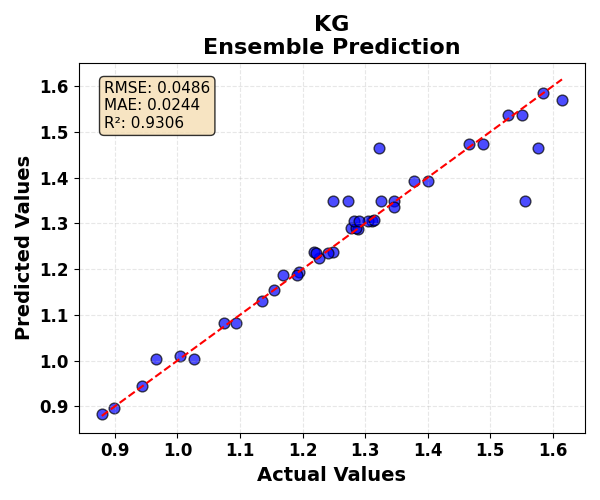 KG
Ensemble Prediction
RMSE: 0.0486
MAE: 0.0244
R²: 0.9306
Predicted Values
1.6
1.5
1.4
1.3
1.2
1.1
1.0
0.9
0.9 1.0 1.1 1.2 1.3 1.4 1.5 1.6
Actual Values